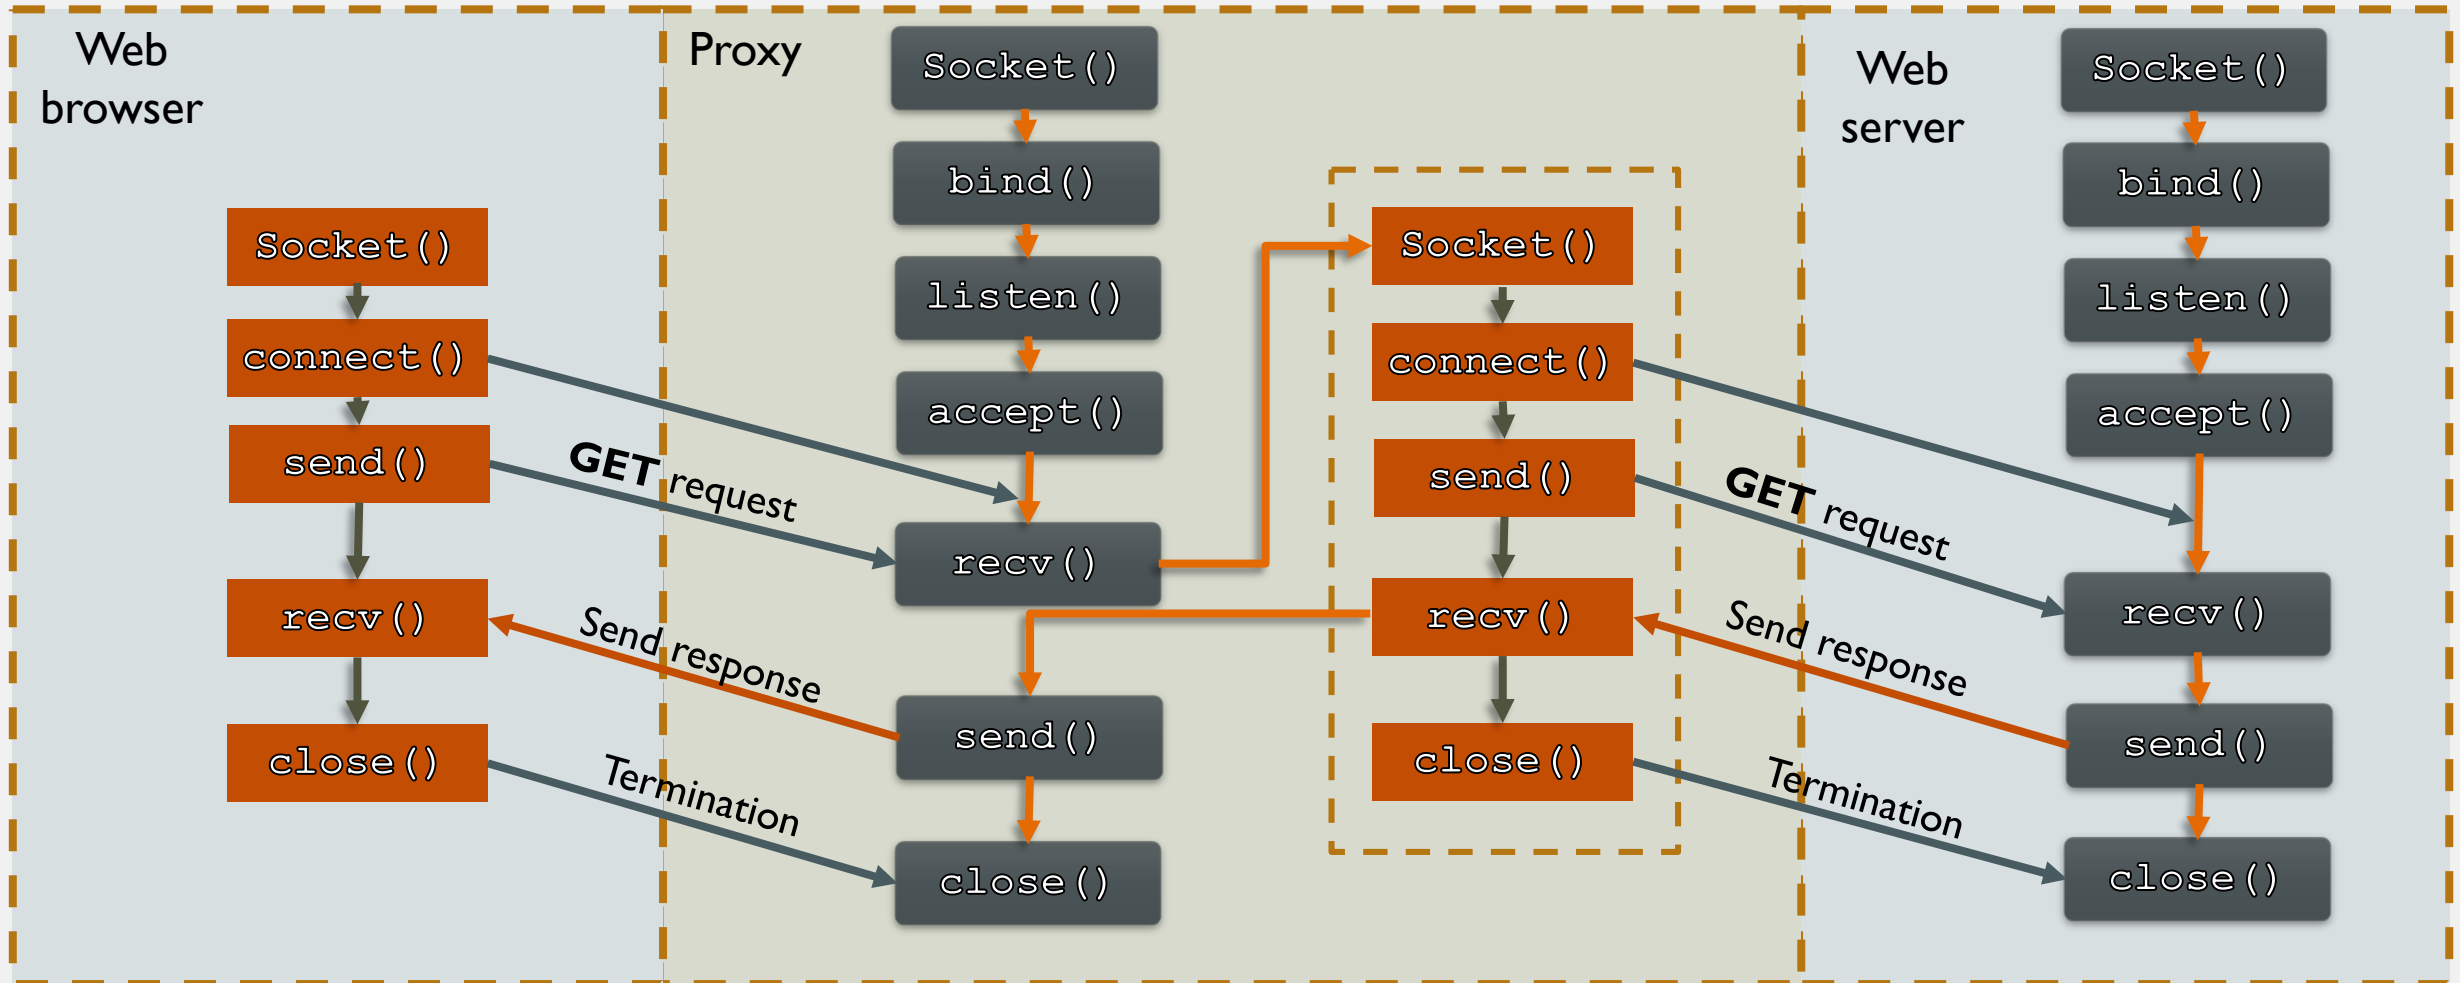 Web
browser
Socket()
connect()
send()
recv()
close()
GET request
Send response
Termination
Proxy
Socket()
bind()
listen()
accept()
recv()
send()
close()
Socket()
connect()
send()
recv()
close()
GET request
Send response
Termination
Web
server
Socket()
bind()
listen()
accept()
recv()
send()
close()